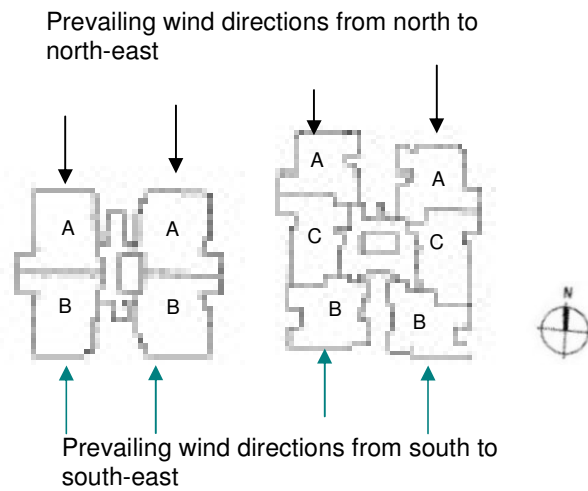 Prevailing wind directions from north to
north-east
A
A
A
A
C
C
B
B
B
B
N
Prevailing wind directions from south to
south-east